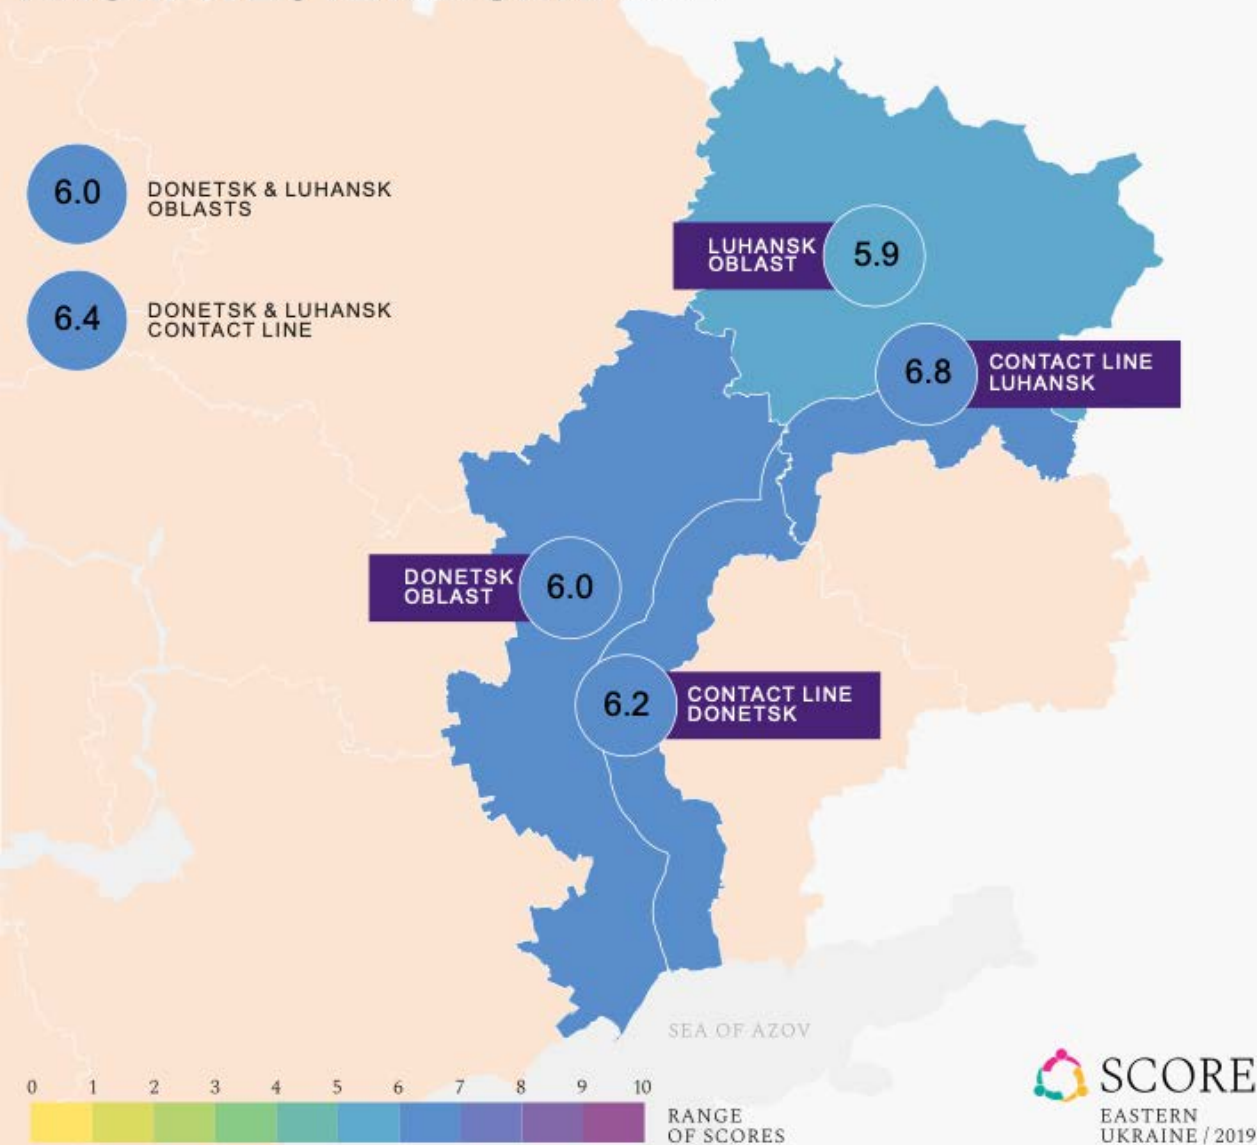 6.0
DONETSK & LUHANSK
OBLASTS
6.4
DONETSK & LUHANSK
CONTACT LINE
LUHANSK
OBLAST
5.9
6.8
CONTACT LINE
LUHANSK
DONETSK
OBLAST
6.0
6.2
CONTACT LINE
DONETSK
SEA OF AZOV
0 1 2 3 4 5 6 7 8 9 10
RANGE
OF SCORES
SCORE
EASTERN
UKRAINE / 2019